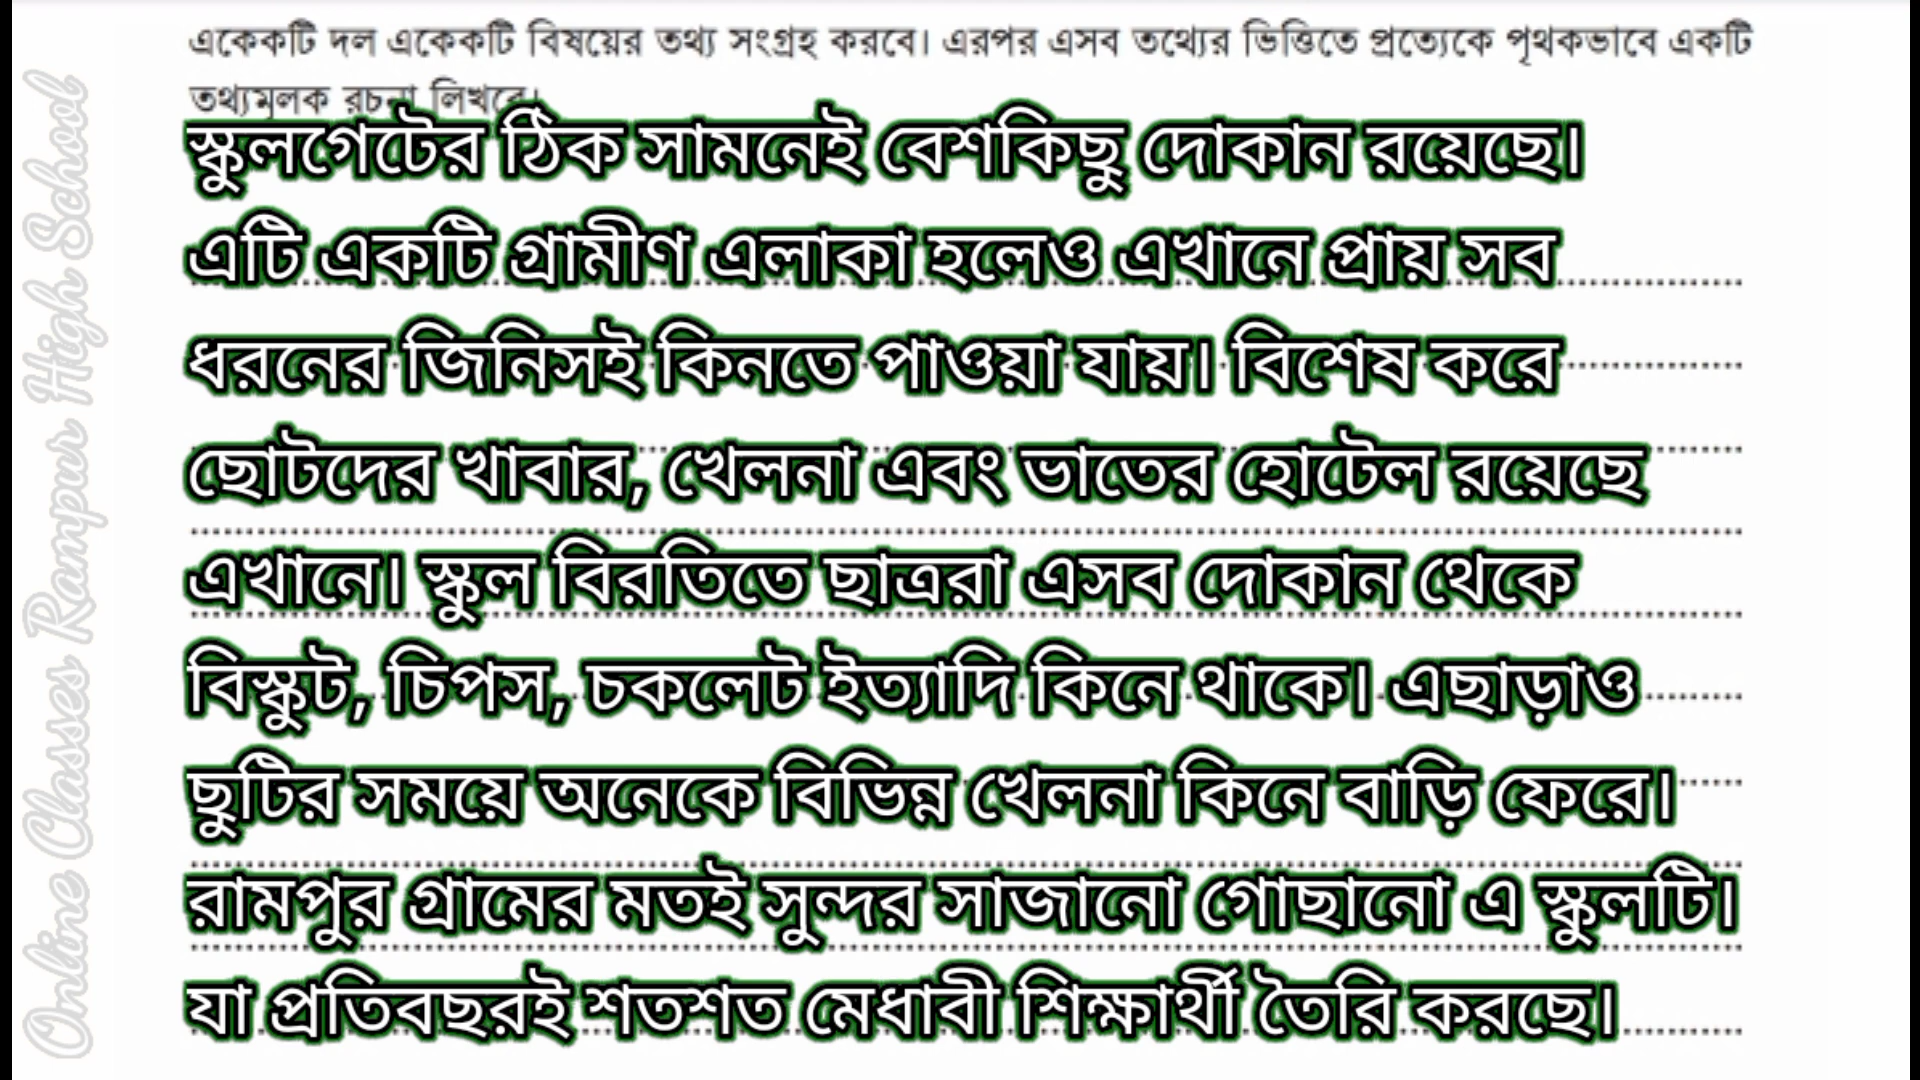 একেকটি দল একেকটি বিষয়ের তথ্য সংগ্রহ করবে। এরপর এসব তথ্যের ভিত্তিতে প্রত্যেকে পৃথকভাবে একটি
তথ্যমূলক রচনা লিখবে।
স্কুলগেটের ঠিক সামনেই বেশকিছু দোকান রয়েছে।
এটি একটি গ্রামীণ এলাকা হলেও এখানে প্রায় সব
ধরনের জিনিসই কিনতে পাওয়া যায়। বিশেষ করে
ছোটদের খাবার, খেলনা এবং ভাতের হোটেল রয়েছে
এখানে। স্কুল বিরতিতে ছাত্ররা এসব দোকান থেকে
বিস্কুট, চিপস, চকলেট ইত্যাদি কিনে থাকে। এছাড়াও
ছুটির সময়ে অনেকে বিভিন্ন খেলনা কিনে বাড়ি ফেরে।
রামপুর গ্রামের মতই সুন্দর সাজানো গোছানো এ স্কুলটি।
যা প্রতিবছরই শতশত মেধাবী শিক্ষার্থী তৈরি করছে।
Online Classes Rampur High School